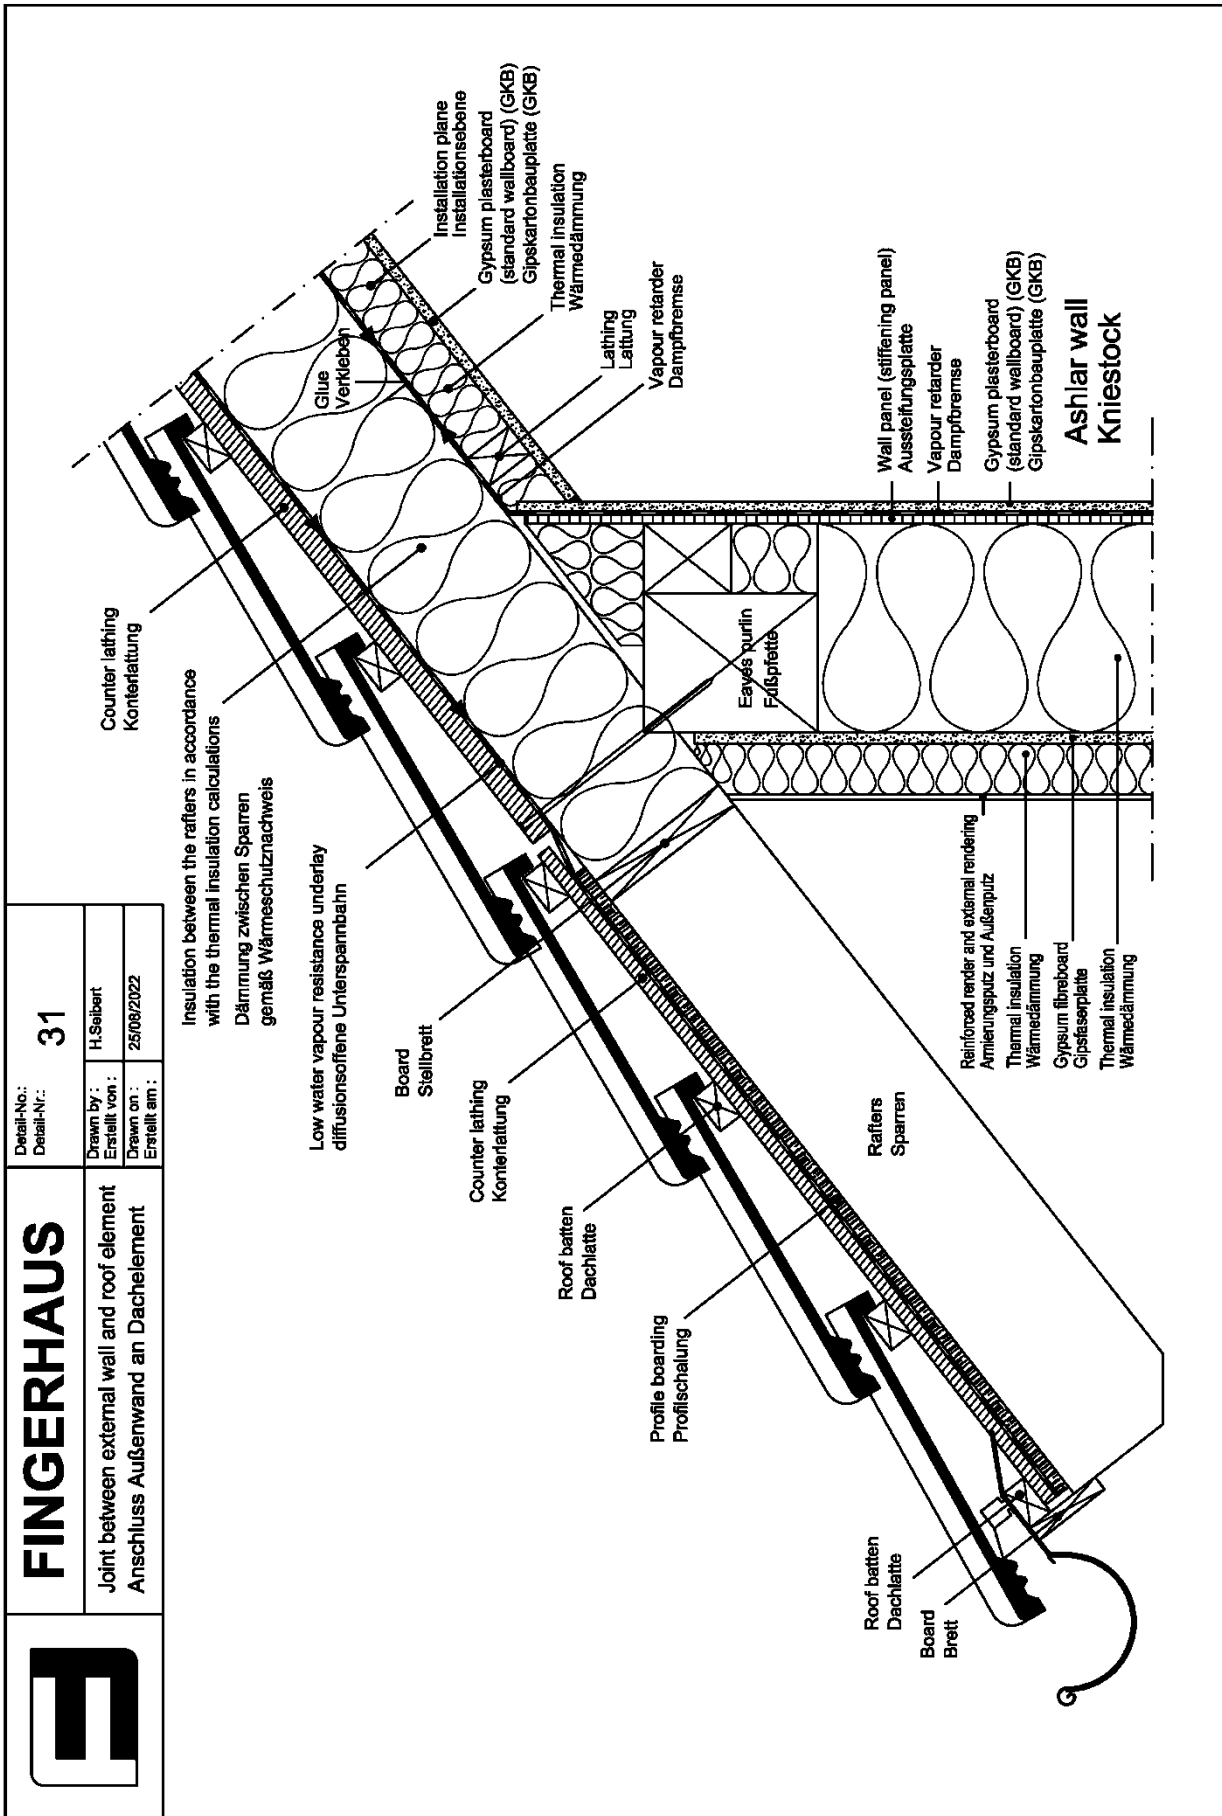 FINGERHAUS
Joint between external wall and roof element
Anschluss Außenwand an Dachelement
Detail-No.:
Detail-Nr.:
31
Drawn by :
Erstellt von :
H.Seibert
Drawn on :
Erstellt am :
25/08/2022
Counter lathing
Konterlattung
Insulation between the rafters in accordance
with the thermal insulation calculations
Dämmung zwischen Sparren
gemäß Wärmeschutznachweis
Low water vapour resistance underlay
diffusionsoffene Unterspannbahn
Board
Stellbrett
Counter lathing
Konterlattung
Roof batten
Dachlatte
Profile boarding
Profilschalung
Roof batten
Dachlatte
Board
Brett
Glue
Verkleben
Installation plane
Installationsebene
Gypsum plasterboard
(standard wallboard) (GKB)
Gipskartonbauplatte (GKB)
Thermal insulation
Wärmedämmung
Lathing
Lattung
Vapour retarder
Dampfbremse
Eaves purlin
Fußpfette
Wall panel (stiffening panel)
Aussteifungsplatte
Vapour retarder
Dampfbremse
Gypsum plasterboard
(standard wallboard) (GKB)
Gipskartonbauplatte (GKB)
Ashlar wall
Kniestock
Rafters
Sparren
Reinforced render and external rendering
Armierungsputz und Außenputz
Thermal insulation
Wärmedämmung
Gypsum fibreboard
Gipsfaserplatte
Thermal insulation
Wärmedämmung